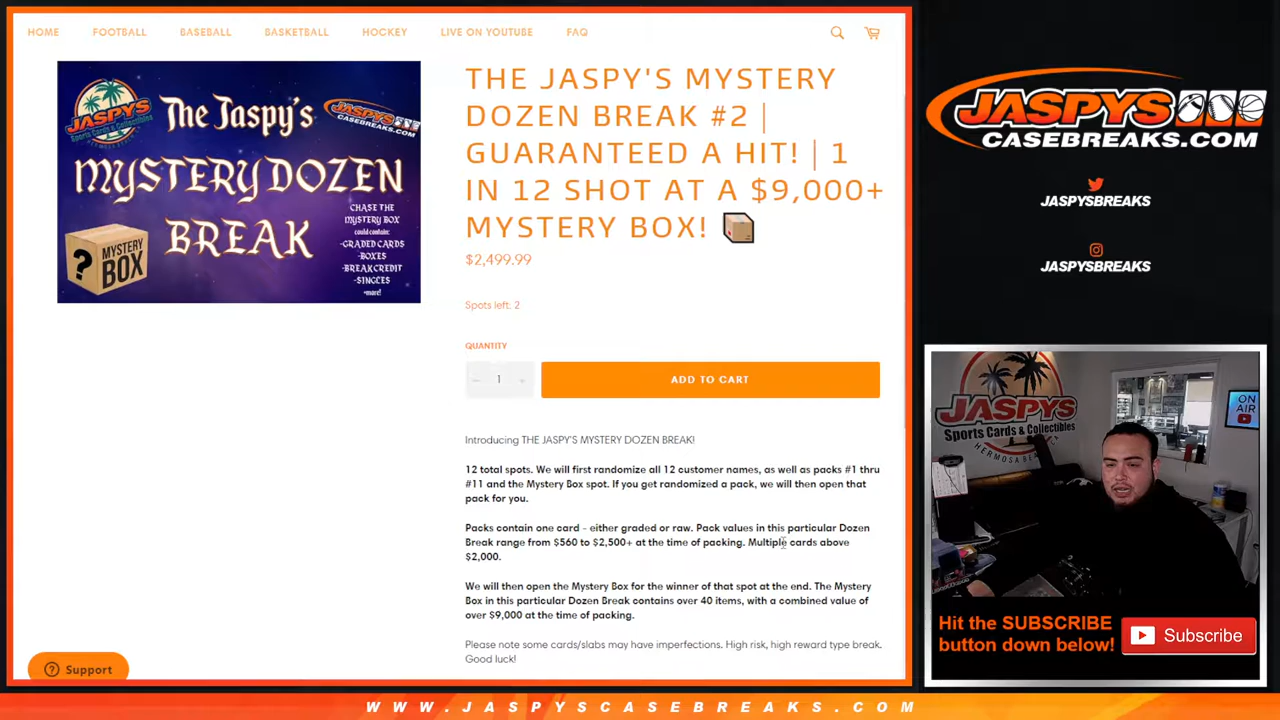 HOME FOOTBALL BASEBALL BASKETBALL HOCKEY LIVE ON YOUTUBE FAQ
JASPYS
Sports Cards & Collectibles
HERMOSA BEACH
The Jaspy's
JASPYS
CASEBREAKS.COM
MYSTERY DOZEN
BREAK
CHASE THE
MYSTERY BOX
could contain:
-GRADED CARDS
-BOXES
-BREAK CREDIT
-SINGLES
+more!
?
MYSTERY
BOX
THE JASPY'S MYSTERY
DOZEN BREAK #2 |
GUARANTEED A HIT! | 1
IN 12 SHOT AT A $9,000+
MYSTERY BOX! 📦
$2,499.99
Spots left: 2
QUANTITY
− 1 +
ADD TO CART
Introducing THE JASPY'S MYSTERY DOZEN BREAK!
12 total spots. We will first randomize all 12 customer names, as well as packs #1 thru
#11 and the Mystery Box spot. If you get randomized a pack, we will then open that
pack for you.
Packs contain one card - either graded or raw. Pack values in this particular Dozen
Break range from $560 to $2,500+ at the time of packing. Multiple cards above
$2,000.
We will then open the Mystery Box for the winner of that spot at the end. The Mystery
Box in this particular Dozen Break contains over 40 items, with a combined value of
over $9,000 at the time of packing.
Please note some cards/slabs may have imperfections. High risk, high reward type break.
Good luck!
Support
JASPYS
CASEBREAKS.COM
JASPYSBREAKS
JASPYSBREAKS
JASPYS
Sports Cards & Collectibles
HERMOSA BEACH
ON
AIR
Hit the SUBSCRIBE
button down below!
Subscribe
WWW.JASPYSCASEBREAKS.COM